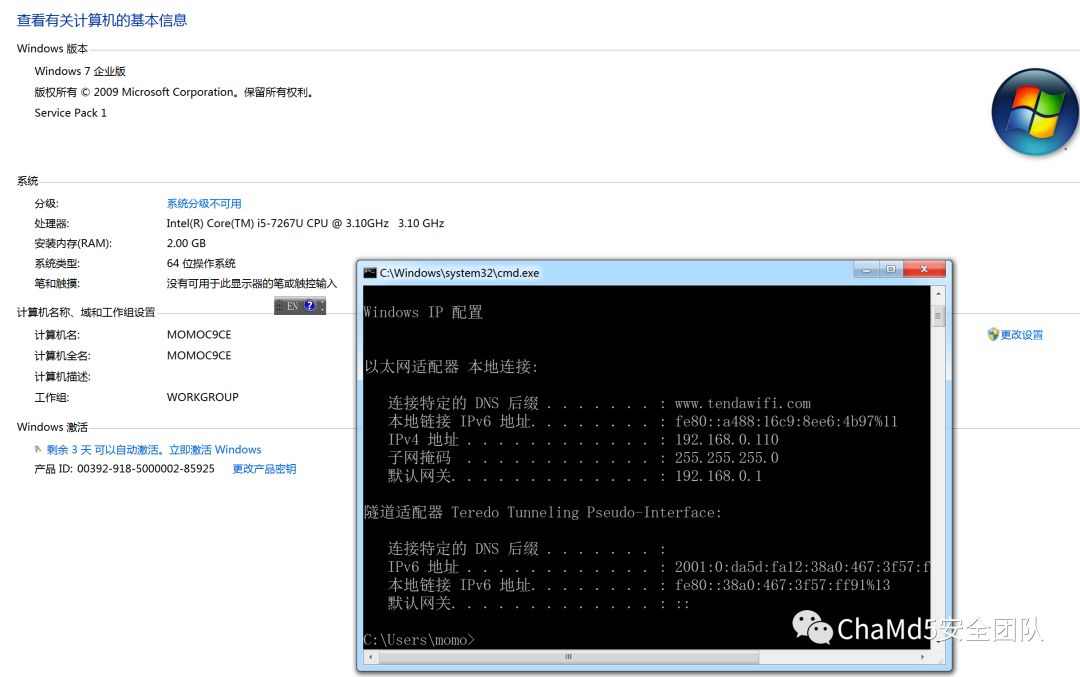 查看有关计算机的基本信息
Windows 版本
Windows 7 企业版
版权所有 © 2009 Microsoft Corporation。保留所有权利。
Service Pack 1
系统
分级: 系统分级不可用
处理器: Intel(R) Core(TM) i5-7267U CPU @ 3.10GHz 3.10 GHz
安装内存(RAM): 2.00 GB
系统类型: 64 位操作系统
笔和触摸: 没有可用于此显示器的笔或触控输入
EN
计算机名称、域和工作组设置
计算机名: MOMOC9CE
更改设置
计算机全名: MOMOC9CE
计算机描述:
工作组: WORKGROUP
Windows 激活
剩余 3 天 可以自动激活。立即激活 Windows
产品 ID: 00392-918-5000002-85925 更改产品密钥
C:\Windows\system32\cmd.exe
Windows IP 配置
以太网适配器 本地连接:
连接特定的 DNS 后缀 . . . . . . . : www.tendawifi.com
本地链接 IPv6 地址. . . . . . . . : fe80::a488:16c9:8ee6:4b97%11
IPv4 地址 . . . . . . . . . . . . : 192.168.0.110
子网掩码 . . . . . . . . . . . . : 255.255.255.0
默认网关. . . . . . . . . . . . . : 192.168.0.1
隧道适配器 Teredo Tunneling Pseudo-Interface:
连接特定的 DNS 后缀 . . . . . . . :
IPv6 地址 . . . . . . . . . . . . : 2001:0:da5d:fa12:38a0:467:3f57:f
本地链接 IPv6 地址. . . . . . . . : fe80::38a0:467:3f57:ff91%13
默认网关. . . . . . . . . . . . . : ::
C:\Users\momo>
ChaMd5安全团队